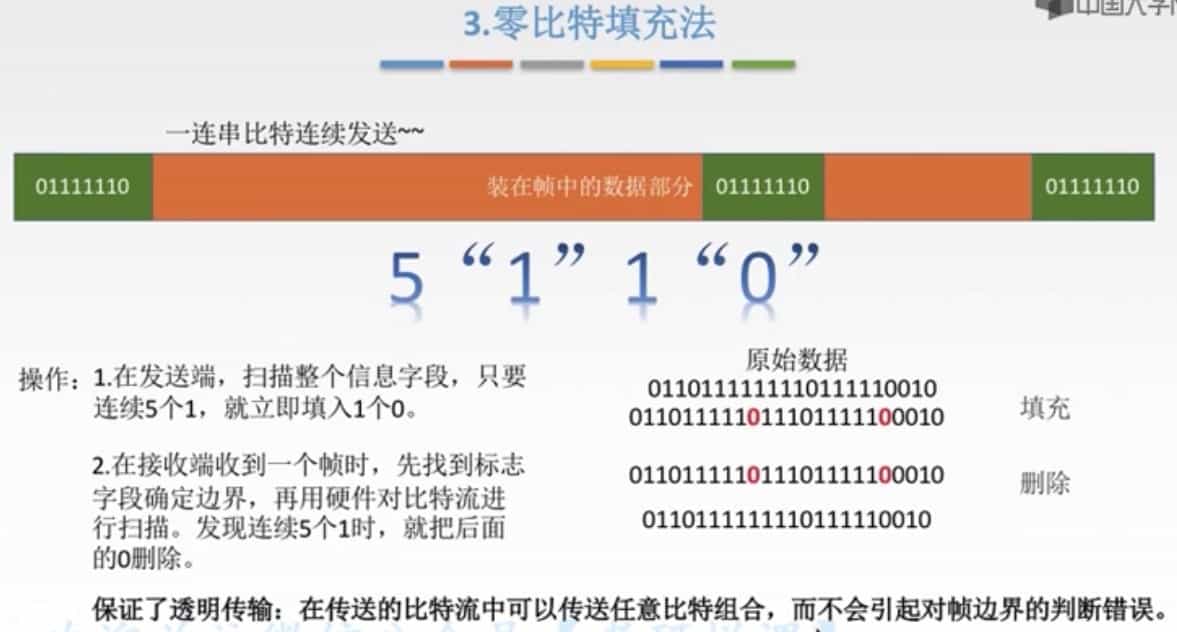 中国大学
3.零比特填充法
一连串比特连续发送~~
01111110 装在帧中的数据部分 01111110 01111110
5 “1” 1 “0”
操作：1.在发送端，扫描整个信息字段，只要
连续5个1，就立即填入1个0。
2.在接收端收到一个帧时，先找到标志
字段确定边界，再用硬件对比特流进
行扫描。发现连续5个1时，就把后面
的0删除。
原始数据
0110111111110111110010
011011111011101111100010
填充
011011111011101111100010
删除
0110111111110111110010
保证了透明传输：在传送的比特流中可以传送任意比特组合，而不会引起对帧边界的判断错误。